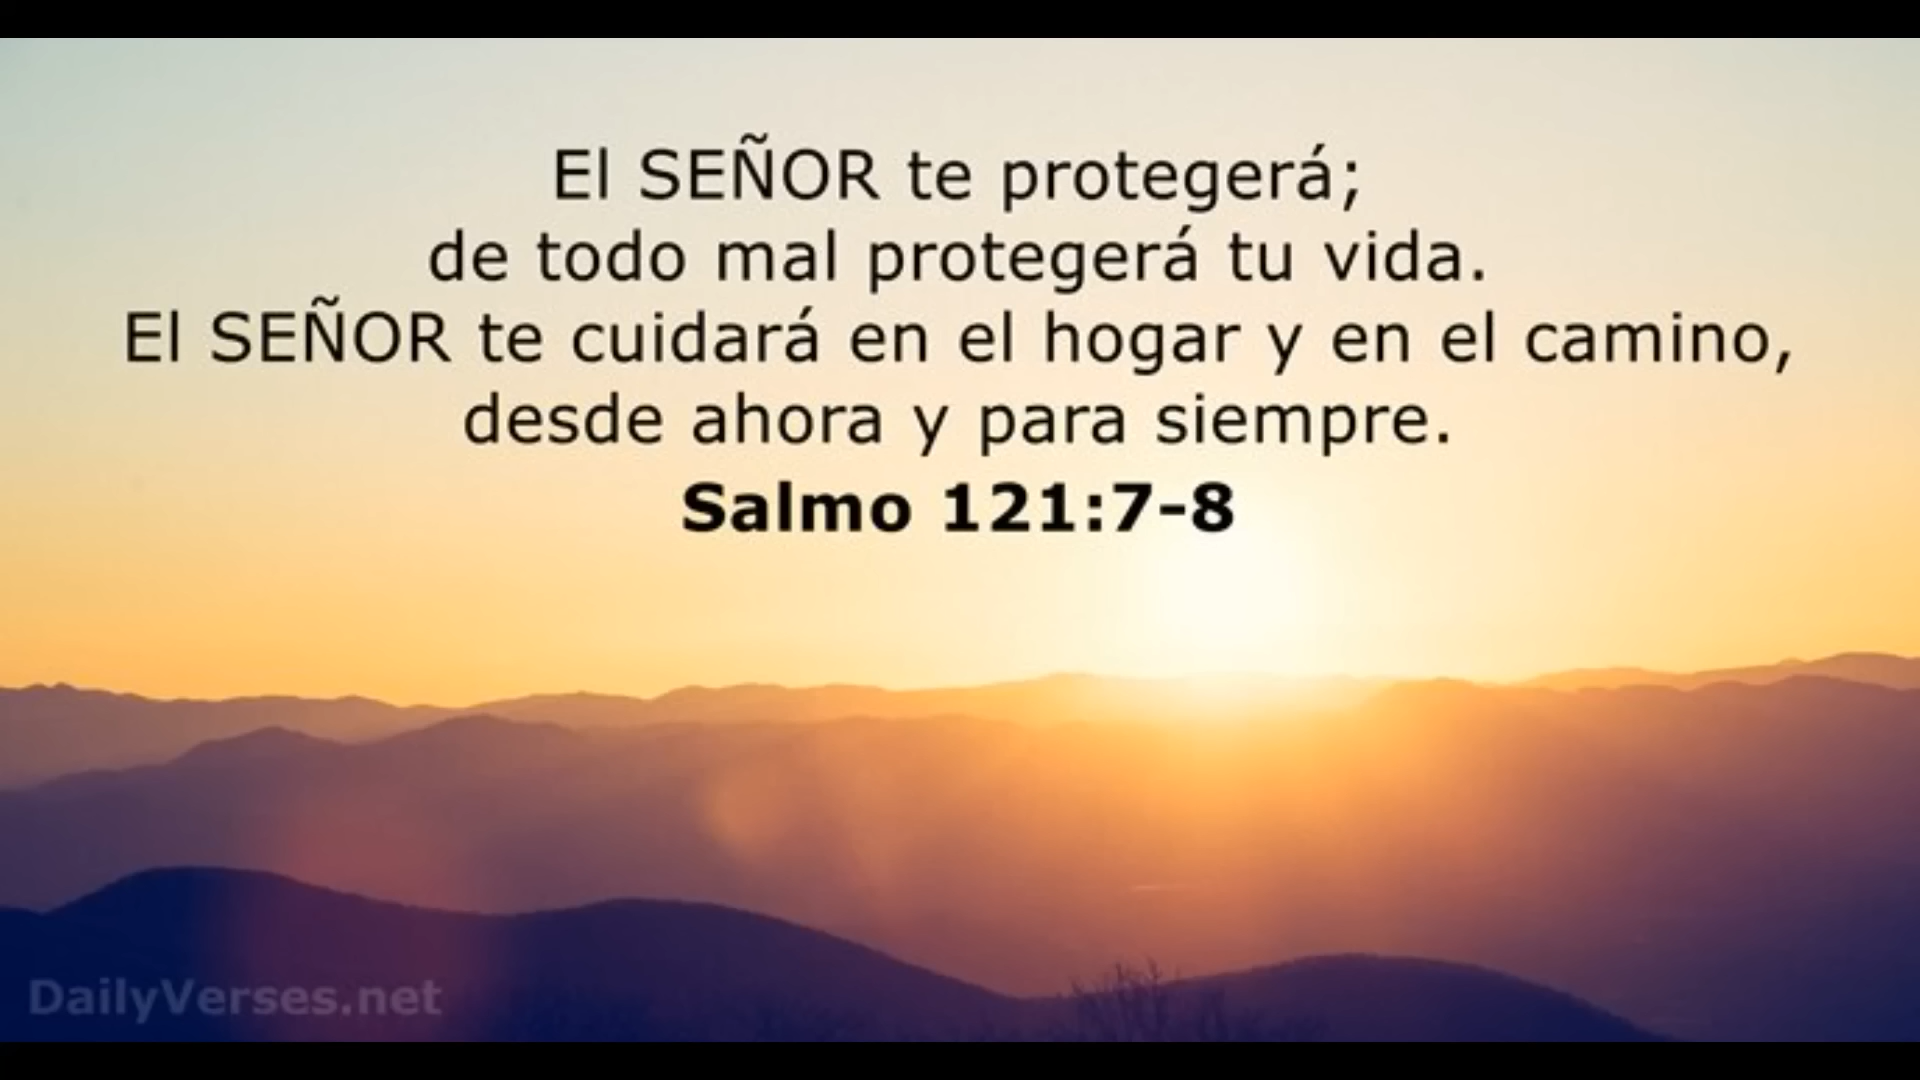 El SEÑOR te protegerá;
de todo mal protegerá tu vida.
El SEÑOR te cuidará en el hogar y en el camino,
desde ahora y para siempre.
Salmo 121:7-8
DailyVerses.net